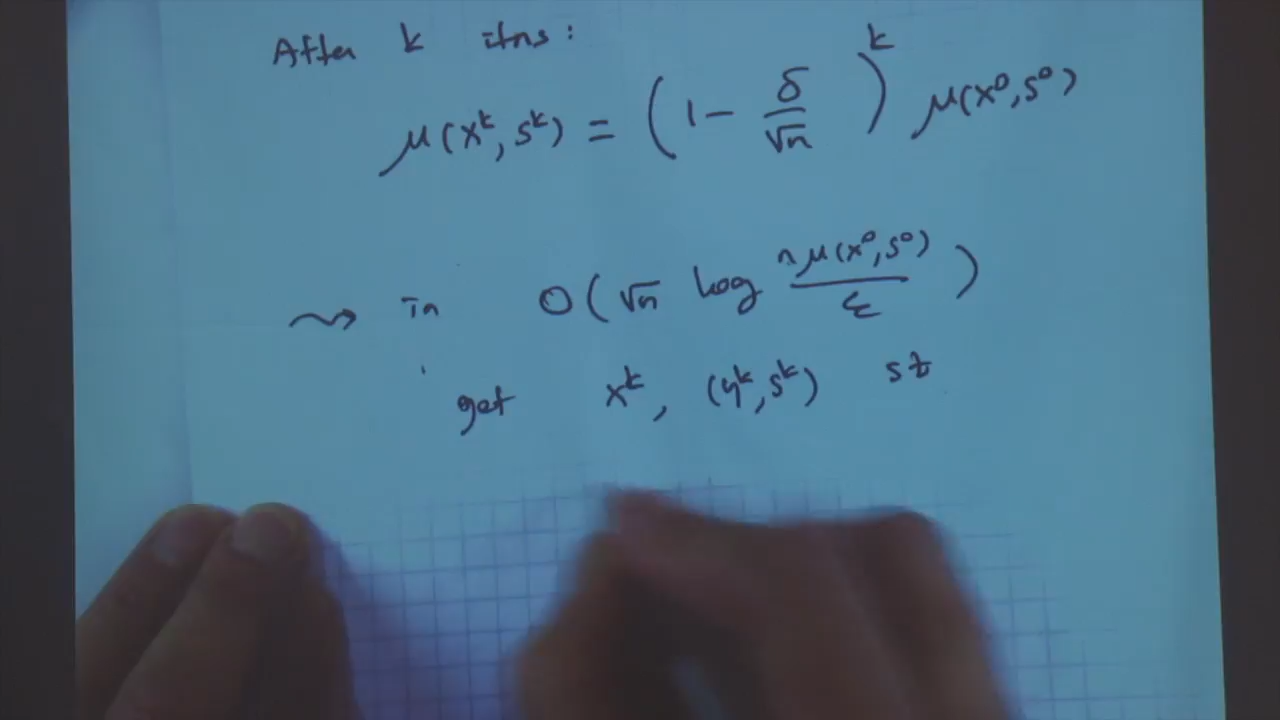 After k itns:
μ(x^k, s^k) = (1 - δ/√n)^k μ(x^0, s^0)
⇝ in O(√n log nμ(x^0, s^0)/ε)
get x^k, (y^k, s^k) st